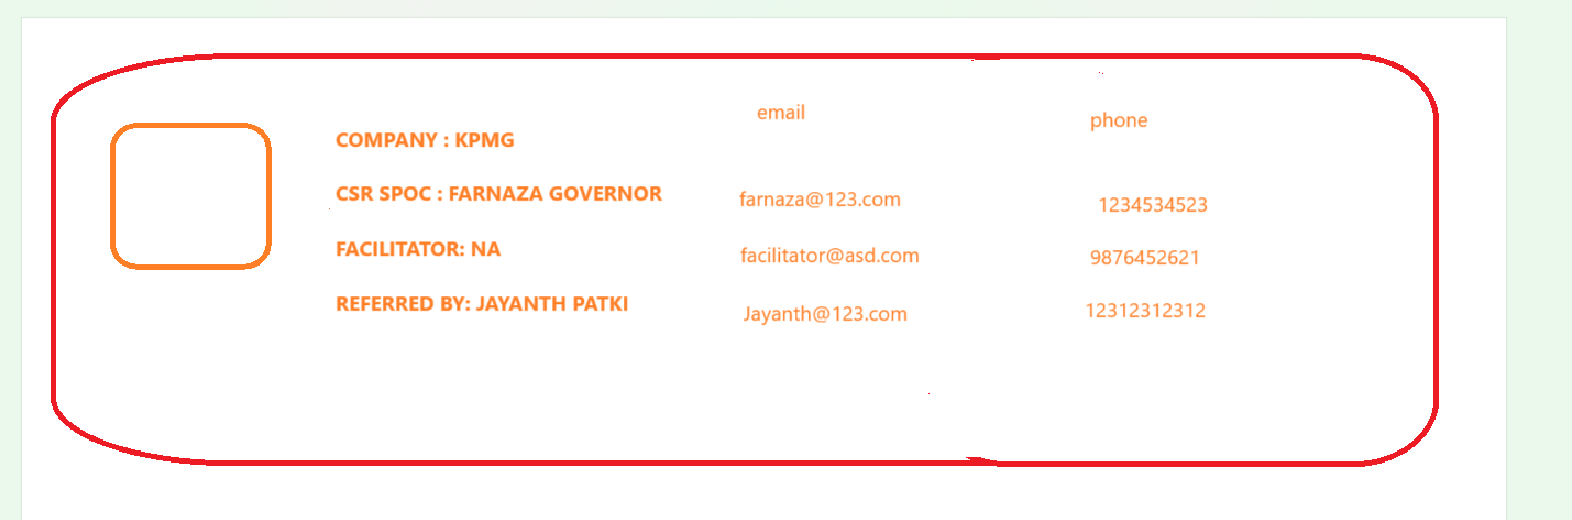 email phone
COMPANY : KPMG
CSR SPOC : FARNAZA GOVERNOR farnaza@123.com 1234534523
FACILITATOR: NA facilitator@asd.com 9876452621
REFERRED BY: JAYANTH PATKI Jayanth@123.com 12312312312